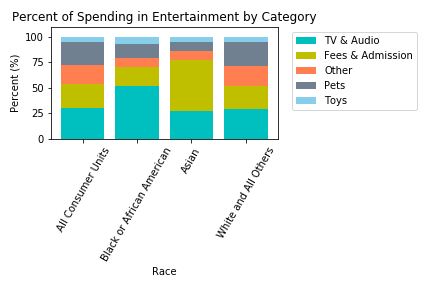 Percent of Spending in Entertainment by Category
100
75
50
25
0
Percent (%)
All Consumer Units
Black or African American
Asian
White and All Others
Race
TV & Audio
Fees & Admission
Other
Pets
Toys